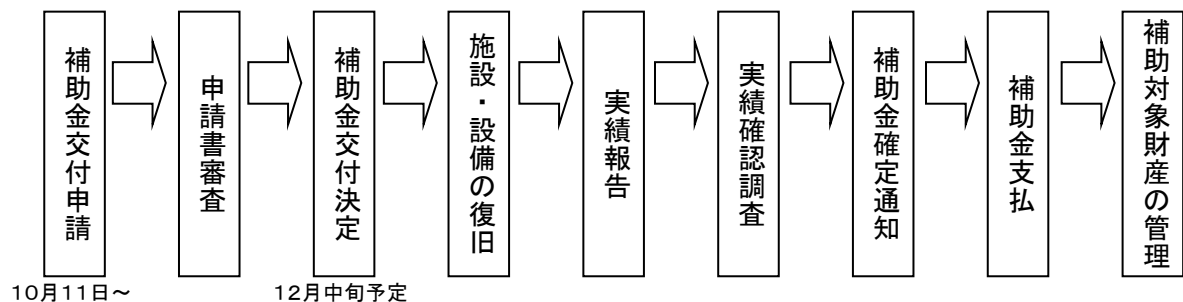 補助金交付申請
申請書審査
補助金交付決定
施設・設備の復旧
実績報告
実績確認調査
補助金確定通知
補助金支払
補助対象財産の管理
10月11日～
12月中旬予定